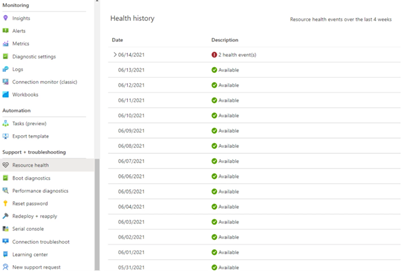 Monitoring
Insights
Alerts
Metrics
Diagnostic settings
Logs
Connection monitor (classic)
Workbooks
Automation
Tasks (preview)
Export template
Support + troubleshooting
Resource health
Boot diagnostics
Performance diagnostics
Reset password
Redeploy + reapply
Serial console
Connection troubleshoot
Learning center
New support request
Health history
Resource health events over the last 4 weeks
Date Description
06/14/2021 2 health event(s)
06/13/2021 Available
06/12/2021 Available
06/11/2021 Available
06/10/2021 Available
06/09/2021 Available
06/08/2021 Available
06/07/2021 Available
06/06/2021 Available
06/05/2021 Available
06/04/2021 Available
06/03/2021 Available
06/02/2021 Available
06/01/2021 Available
05/31/2021 Available